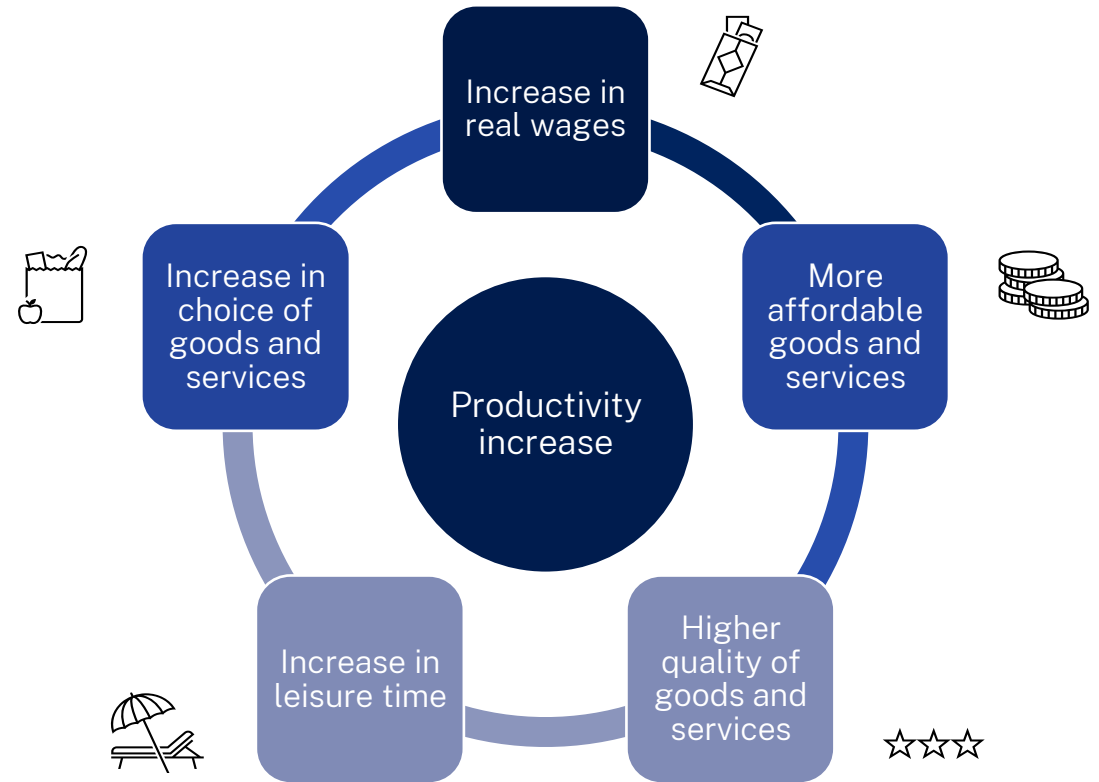 Increase in
real wages
More
affordable
goods and
services
Higher
quality of
goods and
services
Increase in
leisure time
Increase in
choice of
goods and
services
Productivity
increase